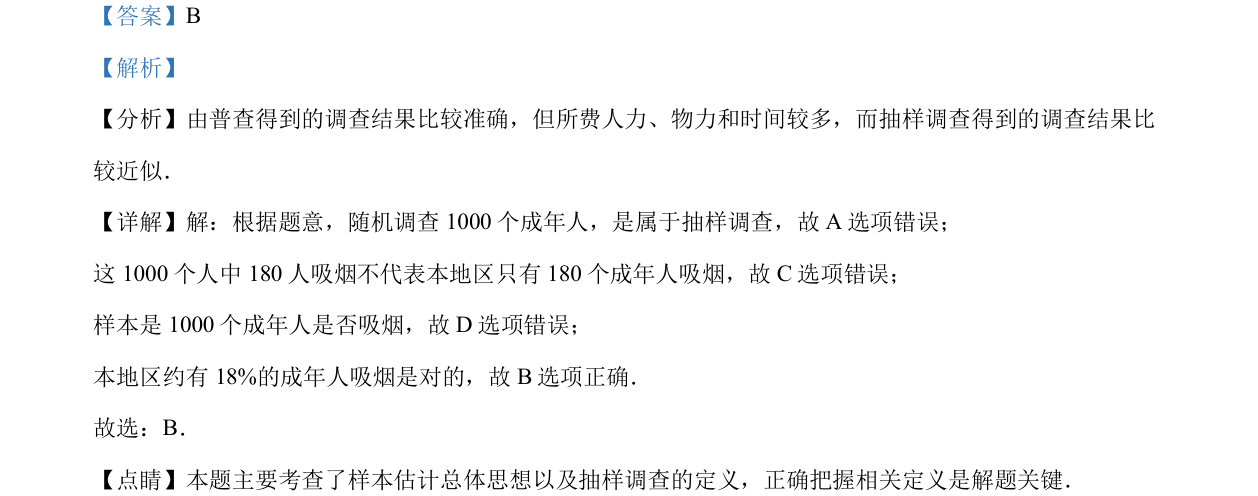 【答案】B
【解析】
【分析】由普查得到的调查结果比较准确，但所费人力、物力和时间较多，而抽样调查得到的调查结果比
较近似．
【详解】解：根据题意，随机调查 1000 个成年人，是属于抽样调查，故 A 选项错误；
这 1000 个人中 180 人吸烟不代表本地区只有 180 个成年人吸烟，故 C 选项错误；
样本是 1000 个成年人是否吸烟，故 D 选项错误；
本地区约有 18%的成年人吸烟是对的，故 B 选项正确．
故选：B．
【点睛】本题主要考查了样本估计总体思想以及抽样调查的定义，正确把握相关定义是解题关键．